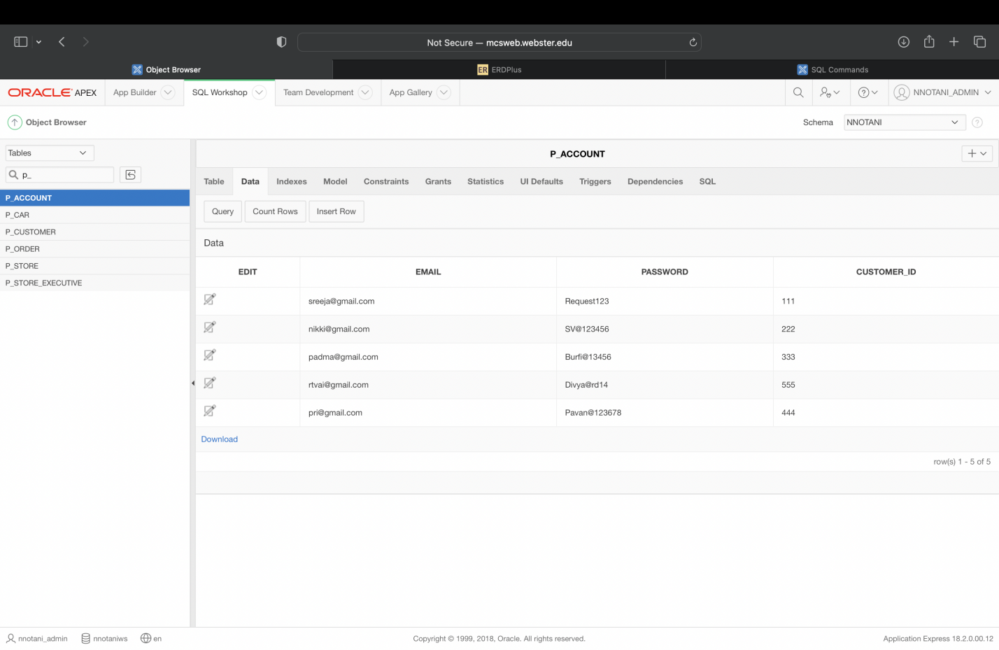 Not Secure — mcsweb.webster.edu
Object Browser
ER ERDPlus
SQL Commands
ORACLE APEX App Builder SQL Workshop Team Development App Gallery NNOTANI_ADMIN
Object Browser Schema NNOTANI
Tables
p_
P_ACCOUNT
P_CAR
P_CUSTOMER
P_ORDER
P_STORE
P_STORE_EXECUTIVE
P_ACCOUNT
Table Data Indexes Model Constraints Grants Statistics UI Defaults Triggers Dependencies SQL
Query Count Rows Insert Row
Data
EDIT EMAIL PASSWORD CUSTOMER_ID
sreeja@gmail.com Request123 111
nikki@gmail.com SV@123456 222
padma@gmail.com Burfi@13456 333
rtvai@gmail.com Divya@rd14 555
pri@gmail.com Pavan@123678 444
Download
row(s) 1 - 5 of 5
nnotani_admin nnotaniws en Copyright © 1999, 2018, Oracle. All rights reserved. Application Express 18.2.0.00.12